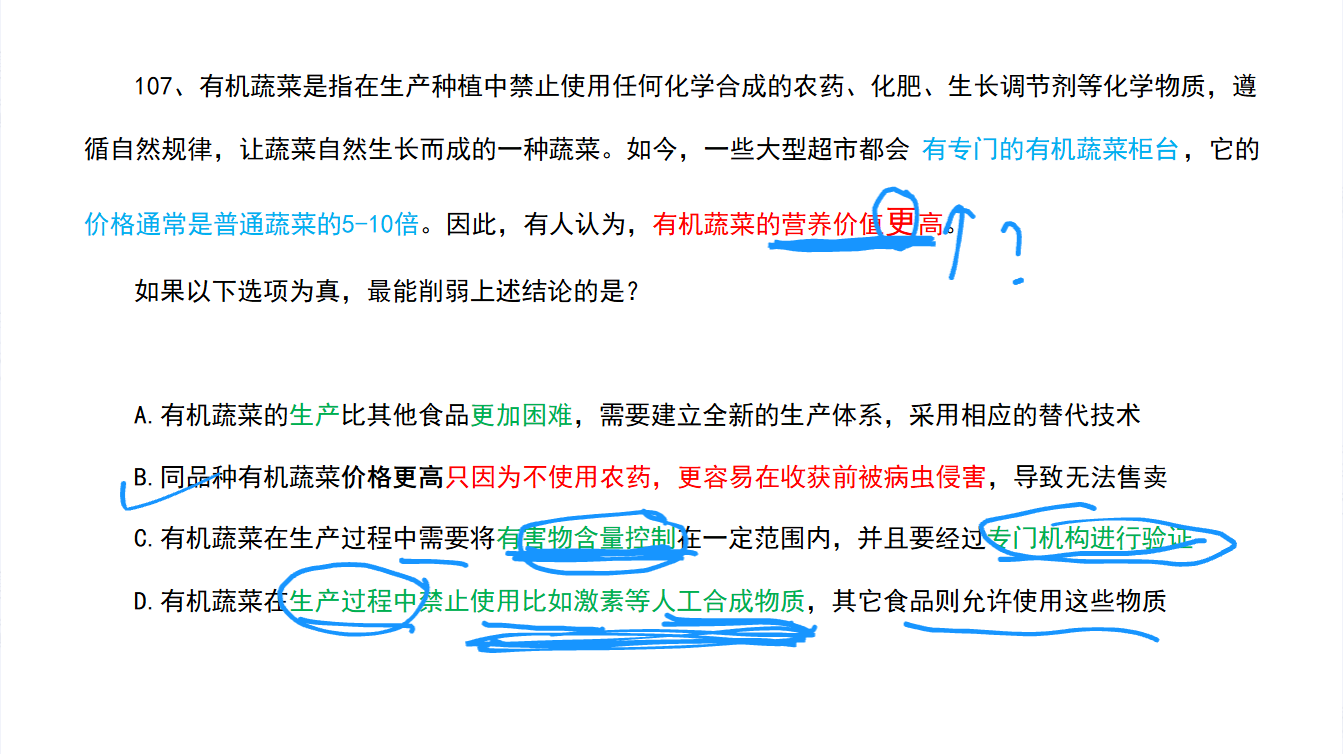 107、有机蔬菜是指在生产种植中禁止使用任何化学合成的农药、化肥、生长调节剂等化学物质，遵
循自然规律，让蔬菜自然生长而成的一种蔬菜。如今，一些大型超市都会 有专门的有机蔬菜柜台，它的
价格通常是普通蔬菜的5-10倍。因此，有人认为，有机蔬菜的营养价值更高。 ?
如果以下选项为真，最能削弱上述结论的是?
A.有机蔬菜的生产比其他食品更加困难，需要建立全新的生产体系，采用相应的替代技术
B.同品种有机蔬菜价格更高只因为不使用农药，更容易在收获前被病虫侵害，导致无法售卖
C.有机蔬菜在生产过程中需要将有害物含量控制在一定范围内，并且要经过专门机构进行验证
D.有机蔬菜在生产过程中禁止使用比如激素等人工合成物质，其它食品则允许使用这些物质